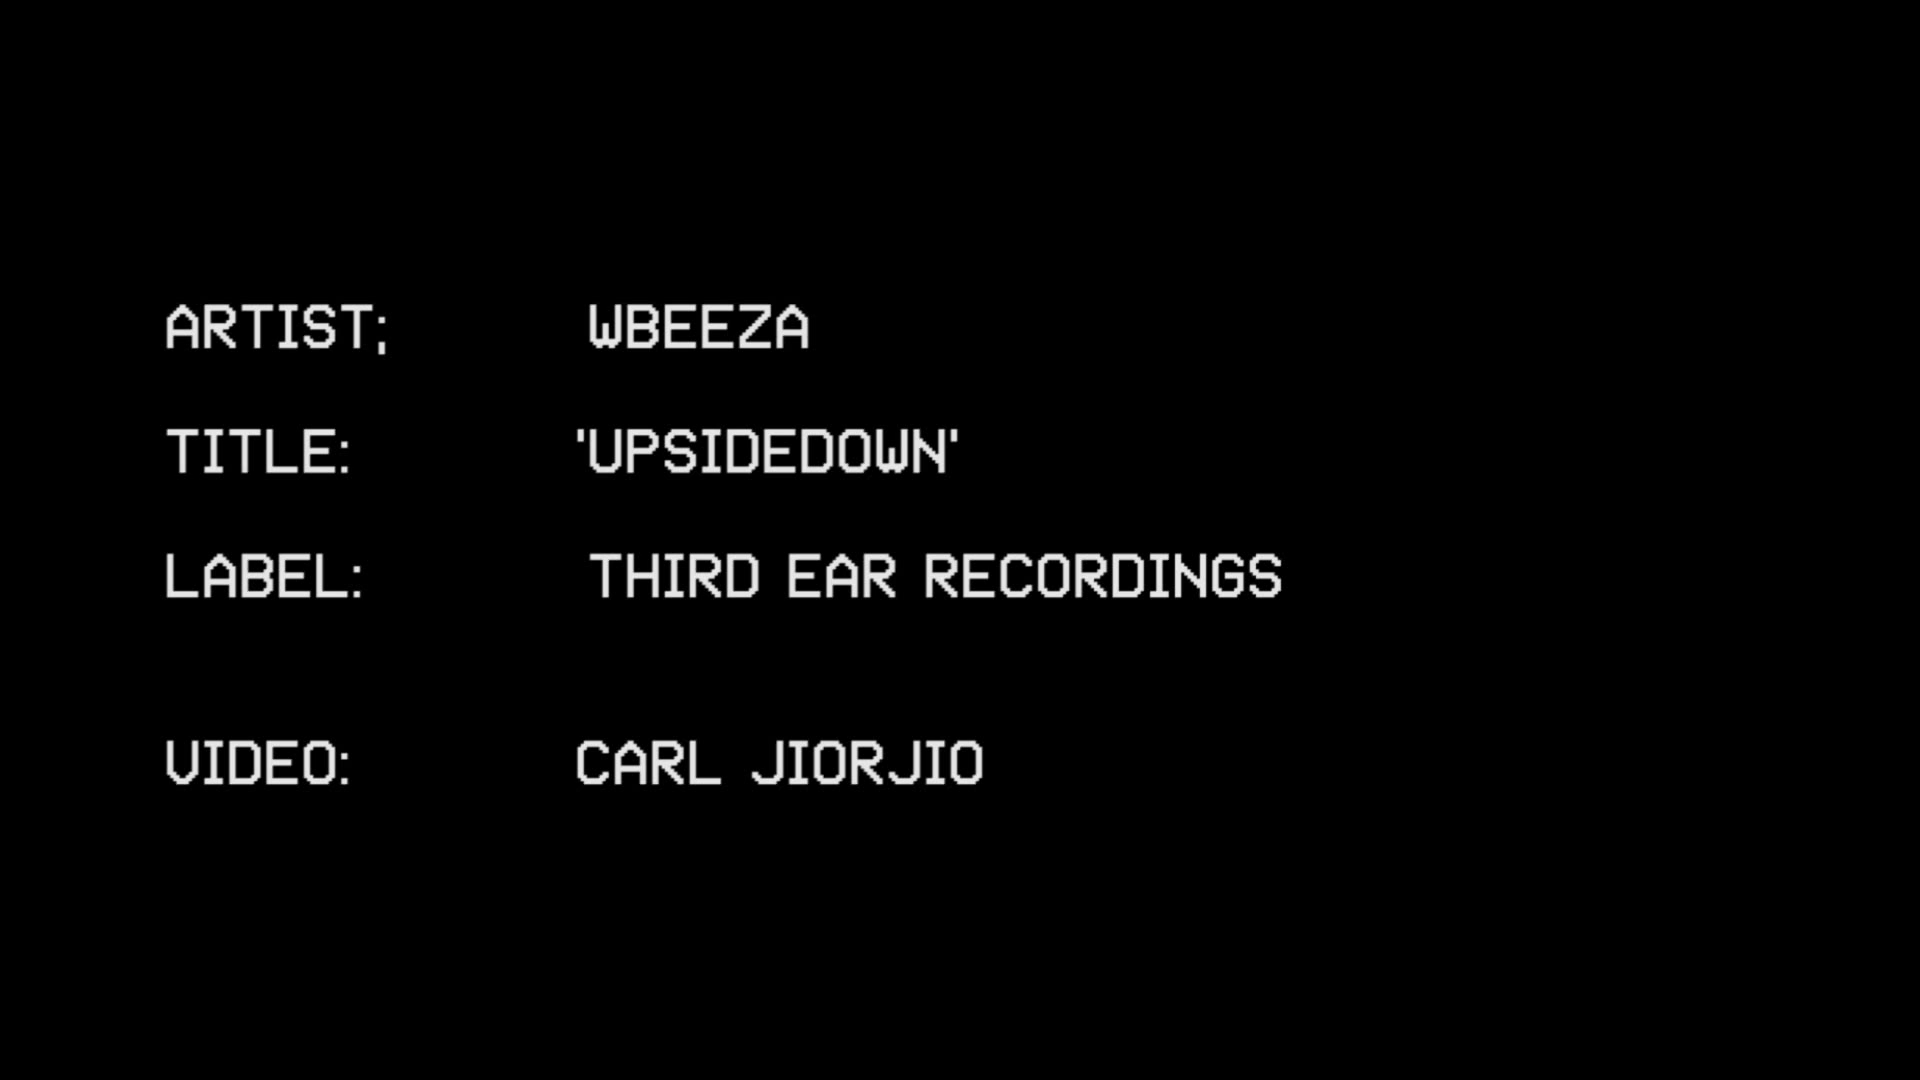 ARTIST; WBEEZA
TITLE: 'UPSIDEDOWN'
LABEL: THIRD EAR RECORDINGS
VIDEO: CARL JIORJIO